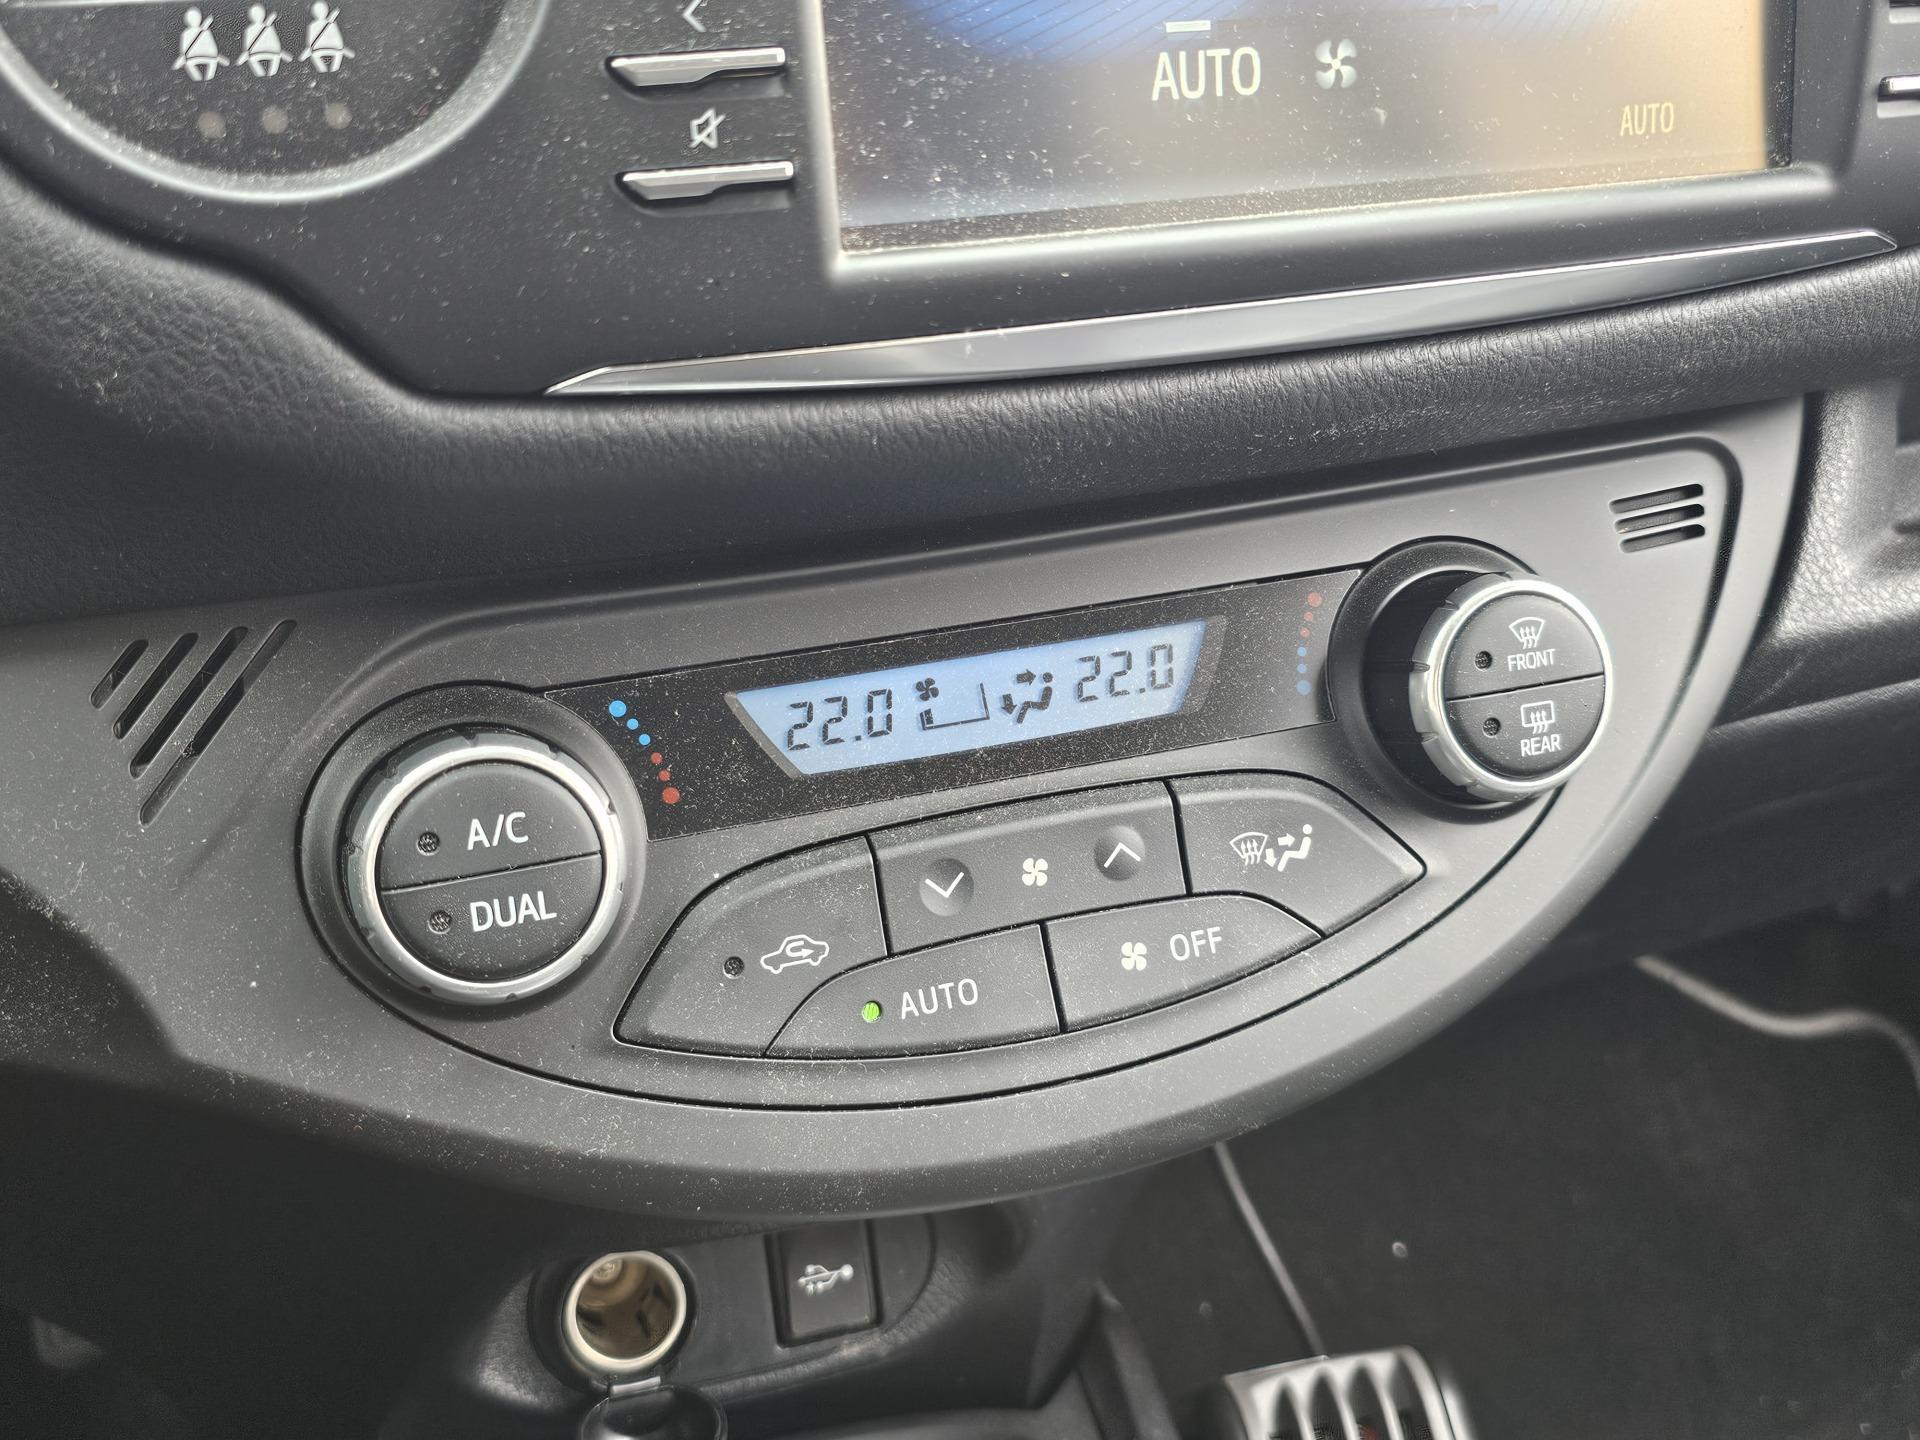 AUTO
AUTO
22.0
22.0
FRONT
REAR
A/C
DUAL
AUTO
OFF